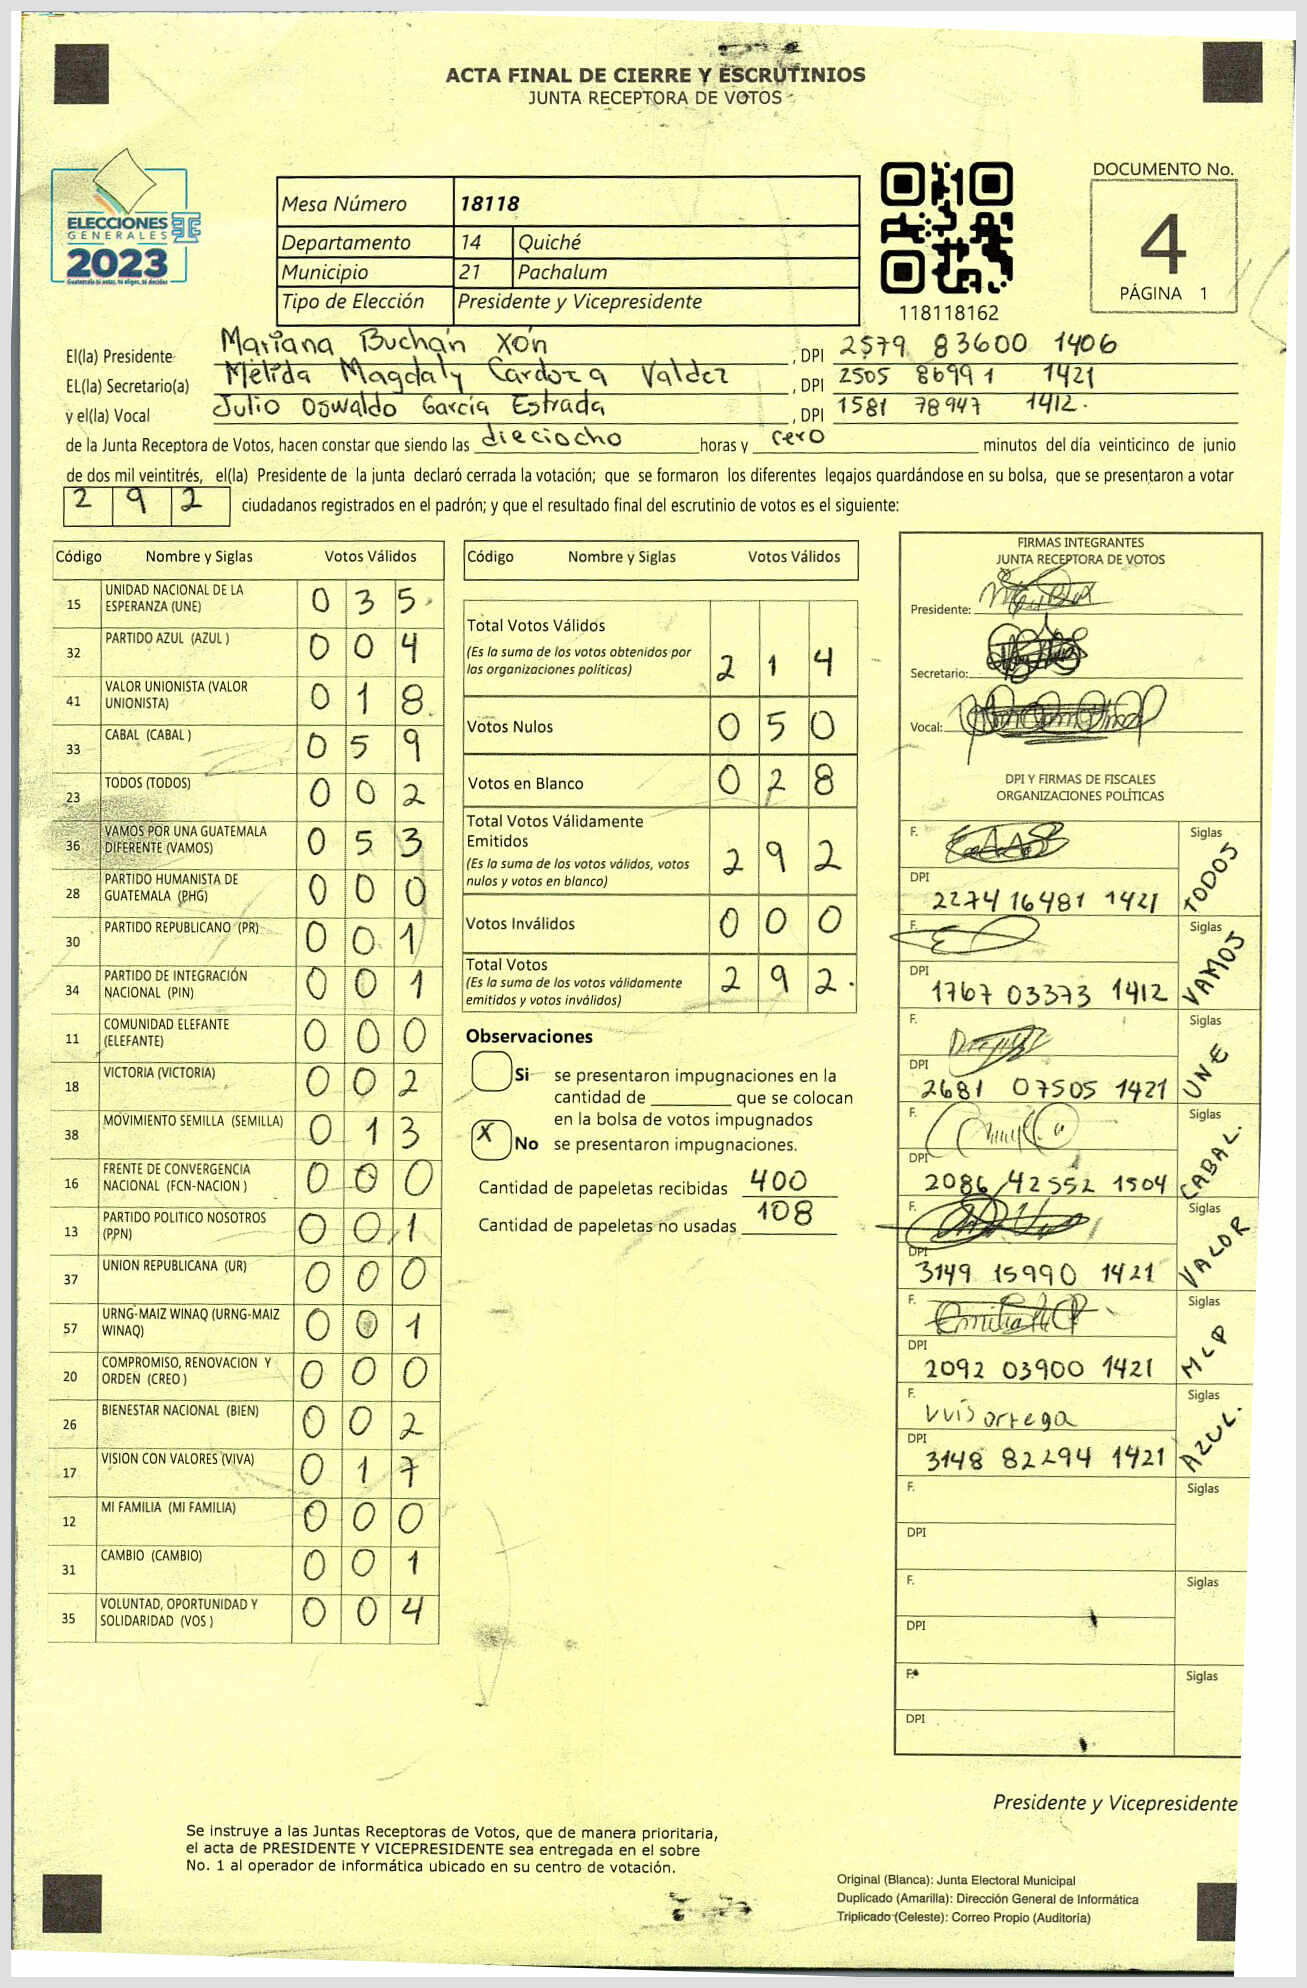 ACTA FINAL DE CIERRE Y ESCRUTINIOS
JUNTA RECEPTORA DE VOTOS
ELECCIONES
GENERALES
2023
Guatemala tú estas, tú eliges, tú decides
Mesa Número 18118
Departamento 14 Quiché
Municipio 21 Pachalum
Tipo de Elección Presidente y Vicepresidente
118118162
DOCUMENTO No.
4
PÁGINA 1
El(la) Presidente Mariana Buchán Xón , DPI 2579 83600 1406
EL(la) Secretario(a) Mélida Magdaly Cardoza Valdez , DPI 2505 86991 1421
y el(la) Vocal Julio Oswaldo García Estrada , DPI 1581 78947 1412.
de la Junta Receptora de Votos, hacen constar que siendo las dieciocho horas y cero minutos del día veinticinco de junio
de dos mil veintitrés, el(la) Presidente de la junta declaró cerrada la votación; que se formaron los diferentes legajos guardándose en su bolsa, que se presentaron a votar
292 ciudadanos registrados en el padrón; y que el resultado final del escrutinio de votos es el siguiente:
Código Nombre y Siglas Votos Válidos
15 UNIDAD NACIONAL DE LA ESPERANZA (UNE) 0 3 5.
32 PARTIDO AZUL (AZUL ) 0 0 4
41 VALOR UNIONISTA (VALOR UNIONISTA) 0 1 8.
33 CABAL (CABAL ) 0 5 9
23 TODOS (TODOS) 0 0 2
36 VAMOS POR UNA GUATEMALA DIFERENTE (VAMOS) 0 5 3
28 PARTIDO HUMANISTA DE GUATEMALA (PHG) 0 0 0
30 PARTIDO REPUBLICANO (PR) 0 0 1
34 PARTIDO DE INTEGRACIÓN NACIONAL (PIN) 0 0 1
11 COMUNIDAD ELEFANTE (ELEFANTE) 0 0 0
18 VICTORIA (VICTORIA) 0 0 2
38 MOVIMIENTO SEMILLA (SEMILLA) 0 1 3
16 FRENTE DE CONVERGENCIA NACIONAL (FCN-NACION ) 0 0 0
13 PARTIDO POLITICO NOSOTROS (PPN) 0 0 1
37 UNION REPUBLICANA (UR) 0 0 0
57 URNG-MAIZ WINAQ (URNG-MAIZ WINAQ) 0 0 1
20 COMPROMISO, RENOVACION Y ORDEN (CREO ) 0 0 0
26 BIENESTAR NACIONAL (BIEN) 0 0 2
17 VISION CON VALORES (VIVA) 0 1 7
12 MI FAMILIA (MI FAMILIA) 0 0 0
31 CAMBIO (CAMBIO) 0 0 1
35 VOLUNTAD, OPORTUNIDAD Y SOLIDARIDAD (VOS ) 0 0 4
Código Nombre y Siglas Votos Válidos
Total Votos Válidos
(Es la suma de los votos obtenidos por
las organizaciones políticas) 2 1 4
Votos Nulos 0 5 0
Votos en Blanco 0 2 8
Total Votos Válidamente
Emitidos
(Es la suma de los votos válidos, votos
nulos y votos en blanco) 2 9 2
Votos Inválidos 0 0 0
Total Votos
(Es la suma de los votos válidamente
emitidos y votos inválidos) 2 9 2.
Observaciones
Si se presentaron impugnaciones en la
cantidad de ________ que se colocan
en la bolsa de votos impugnados
X No se presentaron impugnaciones.
Cantidad de papeletas recibidas 400
Cantidad de papeletas no usadas 108
FIRMAS INTEGRANTES
JUNTA RECEPTORA DE VOTOS
Presidente:
Secretario:
Vocal:
DPI Y FIRMAS DE FISCALES
ORGANIZACIONES POLÍTICAS
F. Siglas TODOS
DPI
2274 16481 1421
F. Siglas VAMOS
DPI
1767 03373 1412
F. Siglas UNE
DPI
2681 07505 1421
F. Siglas CABAL.
DPI
2086 42552 1504
F. Siglas VALOR
DPI
3149 15990 1421
F. Siglas MLP
DPI
2092 03900 1421
F. Luis ortega Siglas AZUL.
DPI
3148 82294 1421
F. Siglas
DPI
F. Siglas
DPI
F. Siglas
DPI
Presidente y Vicepresidente
Se instruye a las Juntas Receptoras de Votos, que de manera prioritaria,
el acta de PRESIDENTE Y VICEPRESIDENTE sea entregada en el sobre
No. 1 al operador de informática ubicado en su centro de votación.
Original (Blanca): Junta Electoral Municipal
Duplicado (Amarilla): Dirección General de Informática
Triplicado (Celeste): Correo Propio (Auditoría)